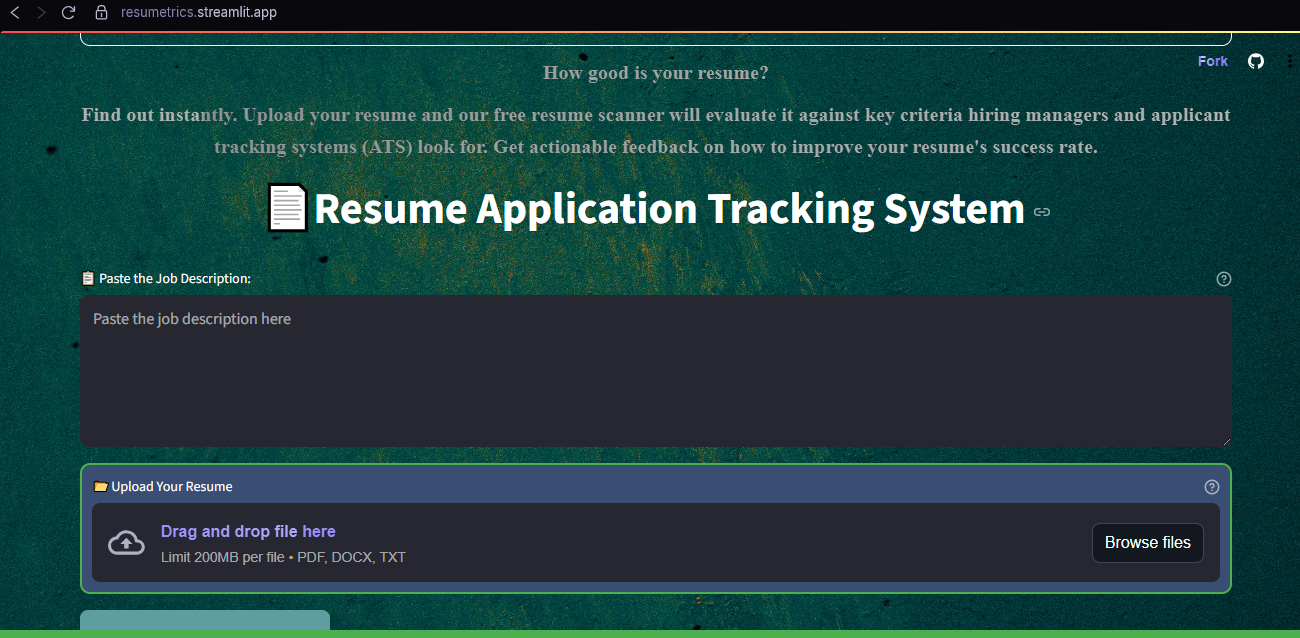 resumetrics.streamlit.app
Fork
How good is your resume?
Find out instantly. Upload your resume and our free resume scanner will evaluate it against key criteria hiring managers and applicant
tracking systems (ATS) look for. Get actionable feedback on how to improve your resume's success rate.
Resume Application Tracking System
Paste the Job Description:
Paste the job description here
Upload Your Resume
Drag and drop file here
Limit 200MB per file • PDF, DOCX, TXT
Browse files